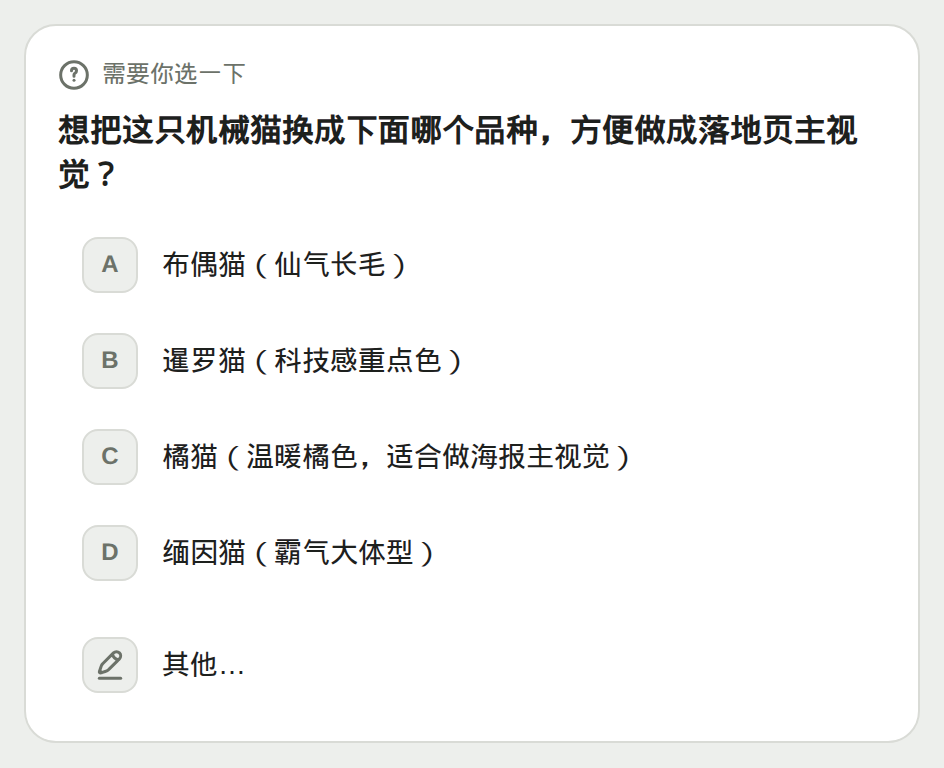 需要你选一下
想把这只机械猫换成下面哪个品种，方便做成落地页主视
觉？
A 布偶猫（仙气长毛）
B 暹罗猫（科技感重点色）
C 橘猫（温暖橘色，适合做海报主视觉）
D 缅因猫（霸气大体型）
其他...